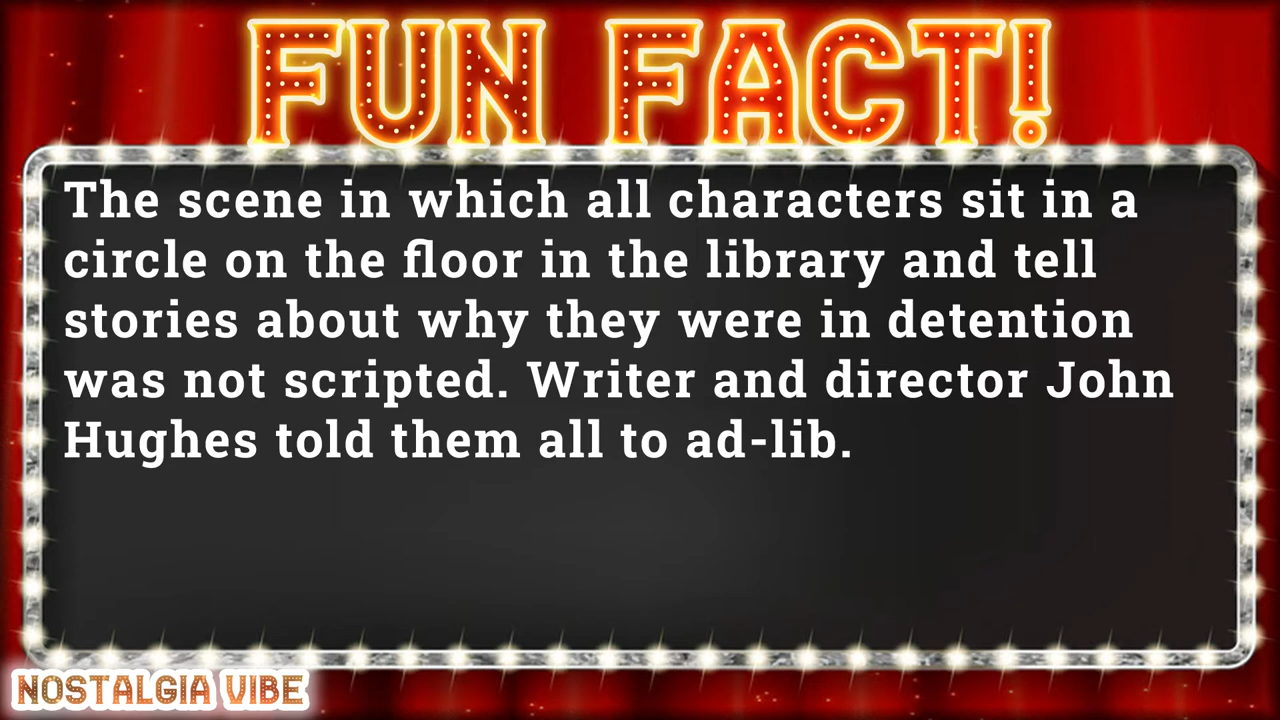 FUN FACT!
The scene in which all characters sit in a
circle on the floor in the library and tell
stories about why they were in detention
was not scripted. Writer and director John
Hughes told them all to ad-lib.
NOSTALGIA VIBE